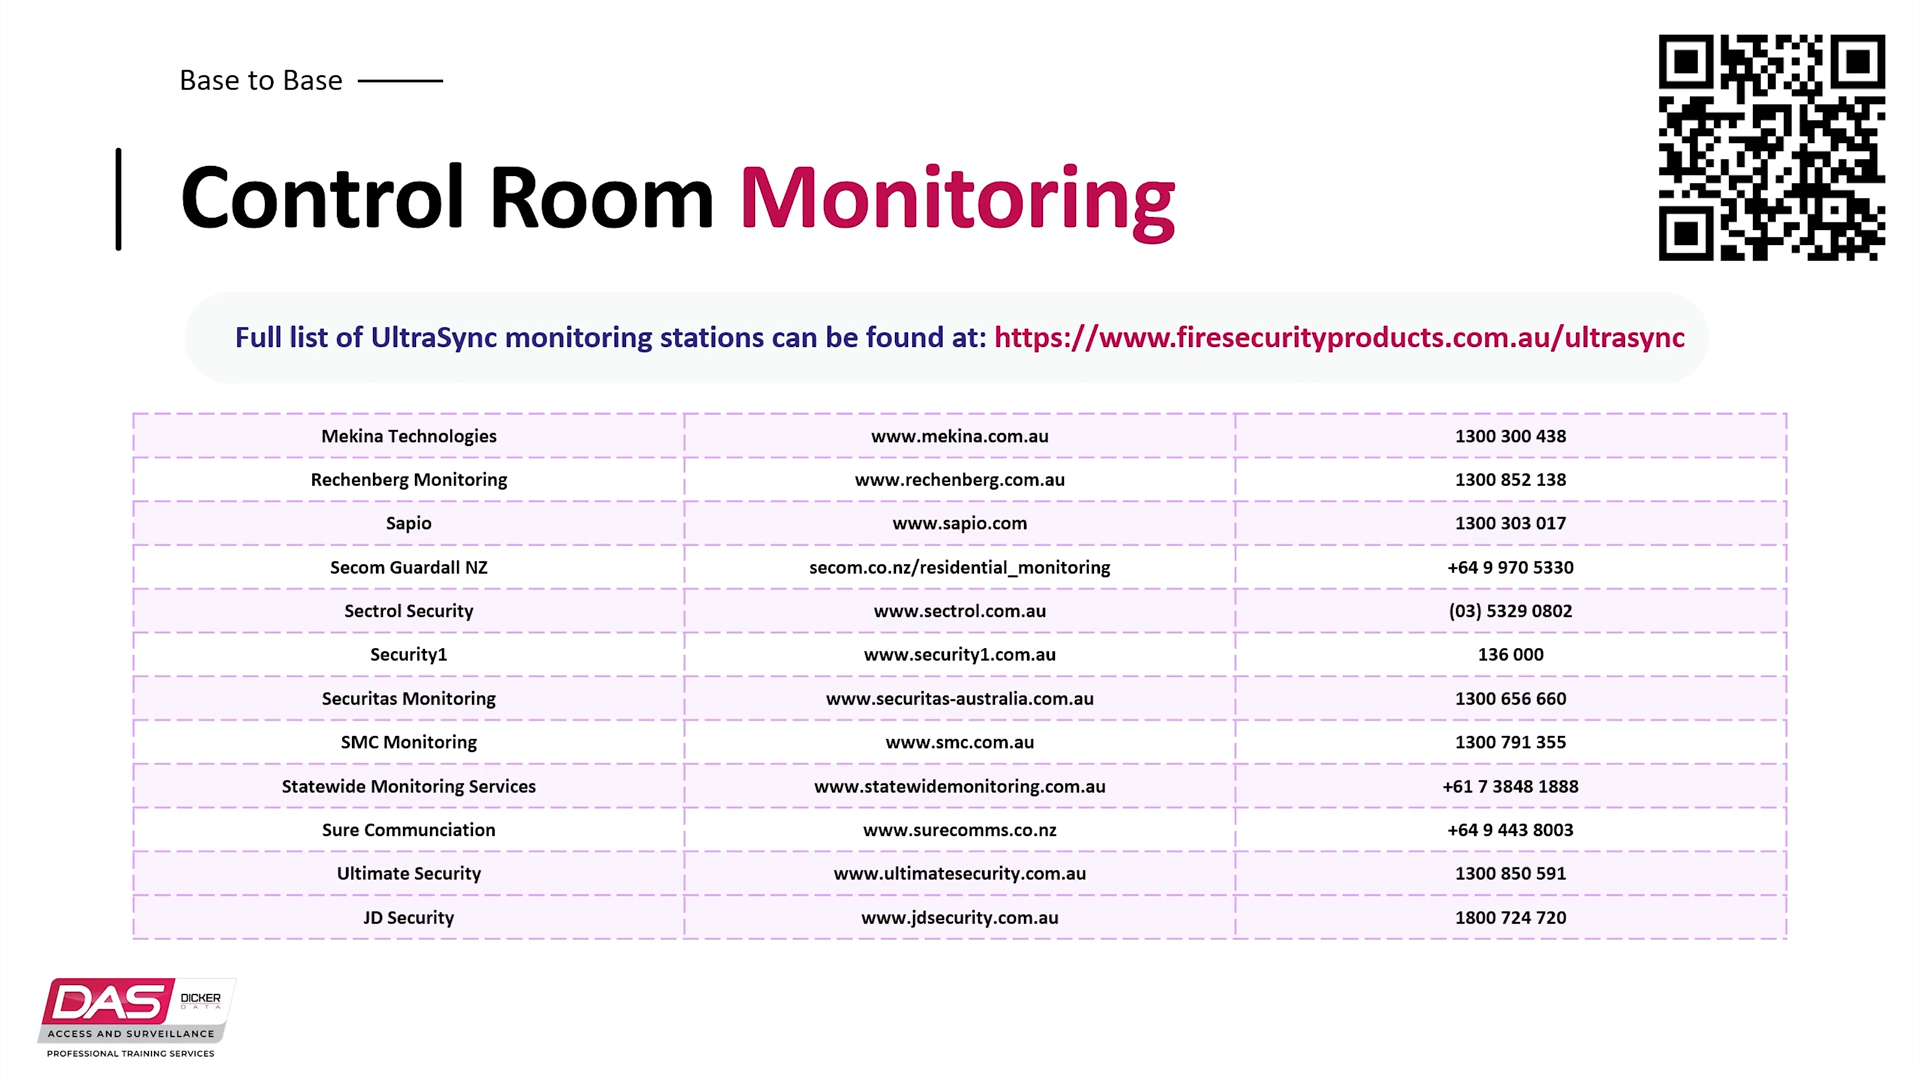 Base to Base
Control Room Monitoring
Full list of UltraSync monitoring stations can be found at: https://www.firesecurityproducts.com.au/ultrasync
Mekina Technologies www.mekina.com.au 1300 300 438
Rechenberg Monitoring www.rechenberg.com.au 1300 852 138
Sapio www.sapio.com 1300 303 017
Secom Guardall NZ secom.co.nz/residential_monitoring +64 9 970 5330
Sectrol Security www.sectrol.com.au (03) 5329 0802
Security1 www.security1.com.au 136 000
Securitas Monitoring www.securitas-australia.com.au 1300 656 660
SMC Monitoring www.smc.com.au 1300 791 355
Statewide Monitoring Services www.statewidemonitoring.com.au +61 7 3848 1888
Sure Communciation www.surecomms.co.nz +64 9 443 8003
Ultimate Security www.ultimatesecurity.com.au 1300 850 591
JD Security www.jdsecurity.com.au 1800 724 720
DAS DICKER
DATA
ACCESS AND SURVEILLANCE
PROFESSIONAL TRAINING SERVICES